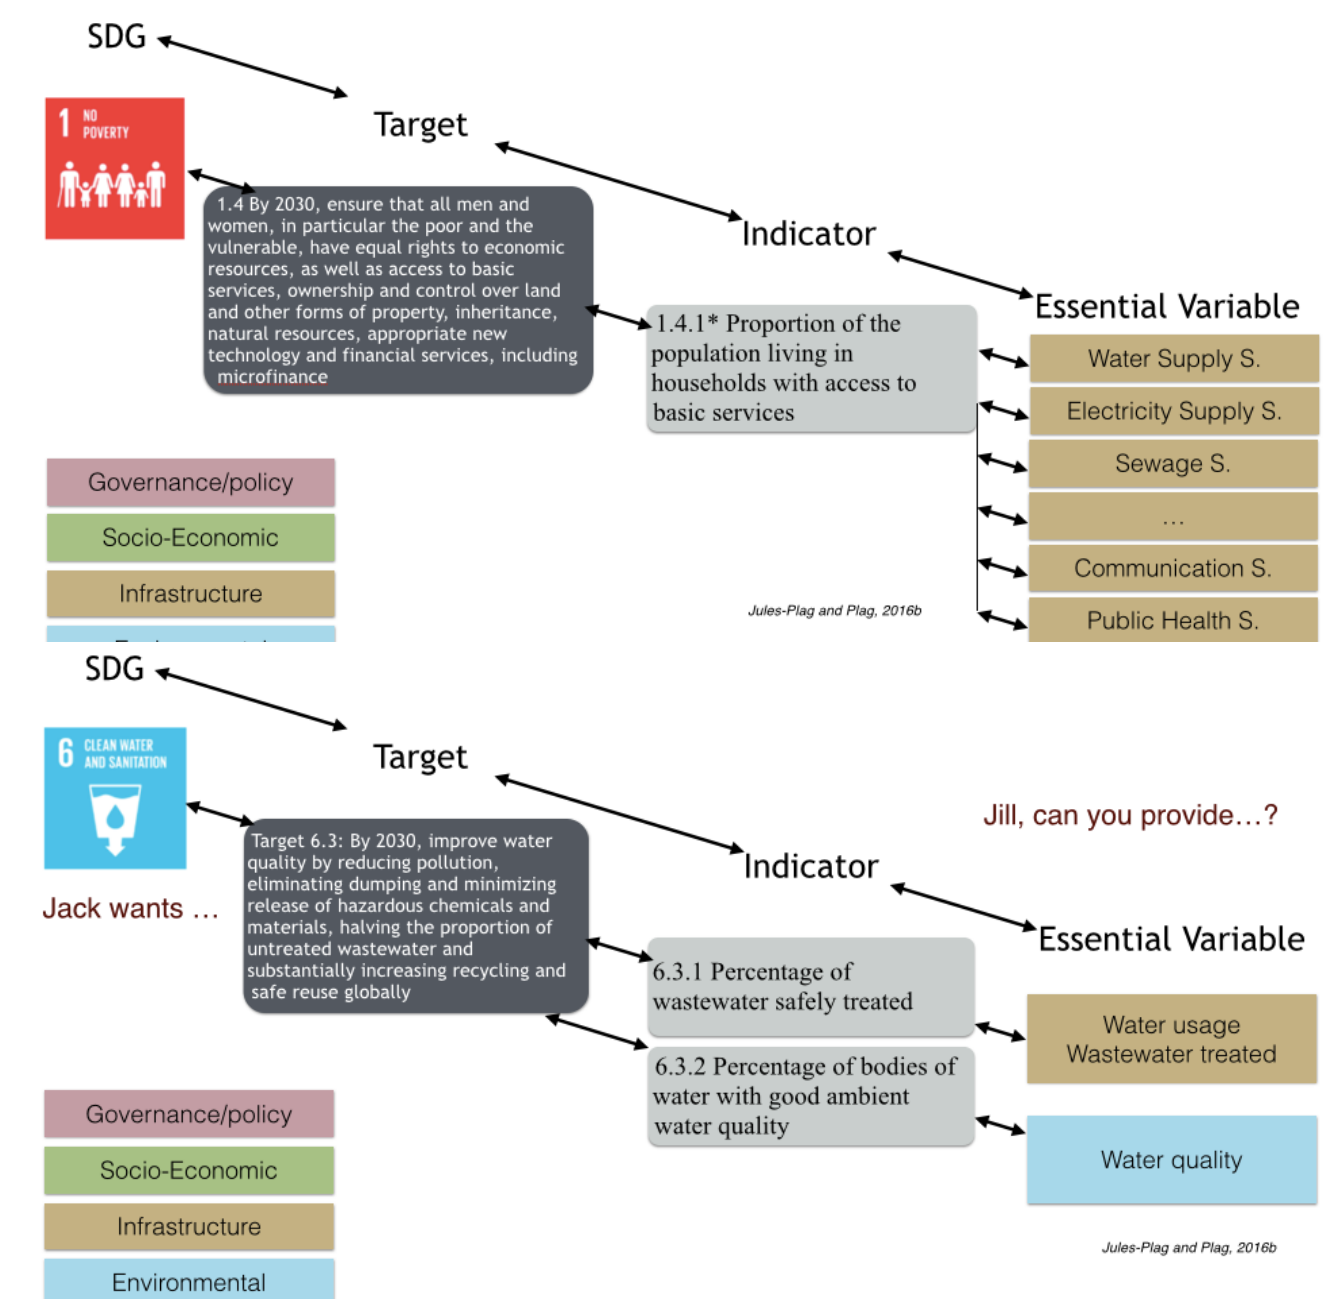 SDG
Target
1 NO
POVERTY
1.4 By 2030, ensure that all men and
women, in particular the poor and the
vulnerable, have equal rights to economic
resources, as well as access to basic
services, ownership and control over land
and other forms of property, inheritance,
natural resources, appropriate new
technology and financial services, including
microfinance
Indicator
1.4.1* Proportion of the
population living in
households with access to
basic services
Essential Variable
Water Supply S.
Electricity Supply S.
Sewage S.
...
Communication S.
Public Health S.
Governance/policy
Socio-Economic
Infrastructure
Jules-Plag and Plag, 2016b
SDG
Target
6 CLEAN WATER
AND SANITATION
Jack wants ...
Target 6.3: By 2030, improve water
quality by reducing pollution,
eliminating dumping and minimizing
release of hazardous chemicals and
materials, halving the proportion of
untreated wastewater and
substantially increasing recycling and
safe reuse globally
Jill, can you provide...?
Indicator
6.3.1 Percentage of
wastewater safely treated
6.3.2 Percentage of bodies of
water with good ambient
water quality
Essential Variable
Water usage
Wastewater treated
Water quality
Governance/policy
Socio-Economic
Infrastructure
Environmental
Jules-Plag and Plag, 2016b